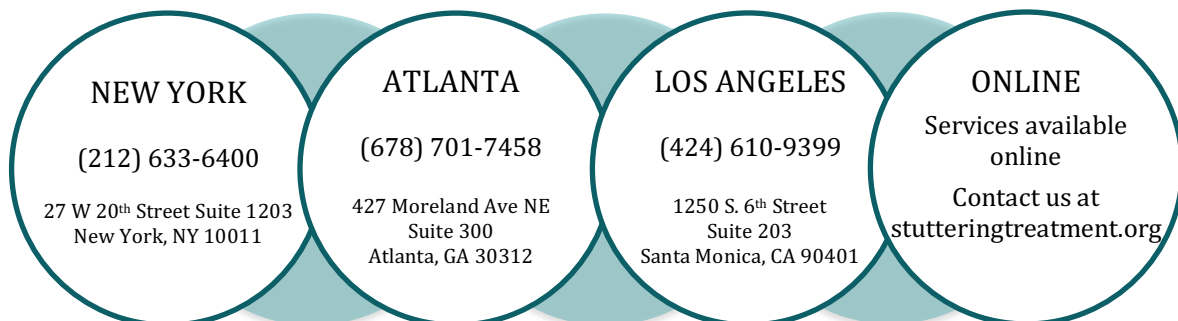 NEW YORK
(212) 633-6400
27 W 20th Street Suite 1203
New York, NY 10011
ATLANTA
(678) 701-7458
427 Moreland Ave NE
Suite 300
Atlanta, GA 30312
LOS ANGELES
(424) 610-9399
1250 S. 6th Street
Suite 203
Santa Monica, CA 90401
ONLINE
Services available
online
Contact us at
stutteringtreatment.org